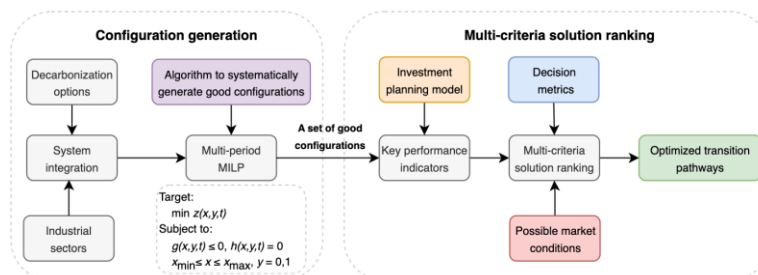 Configuration generation
Multi-criteria solution ranking
Decarbonization
options
Algorithm to systematically
generate good configurations
Investment
planning model
Decision
metrics
System
integration
Multi-period
MILP
A set of good
configurations
Key performance
indicators
Multi-criteria
solution ranking
Optimized transition
pathways
Industrial
sectors
Target:
min z(x,y,t)
Subject to:
g(x,y,t) ≤ 0, h(x,y,t) = 0
xmin ≤ x ≤ xmax, y = 0,1
Possible market
conditions